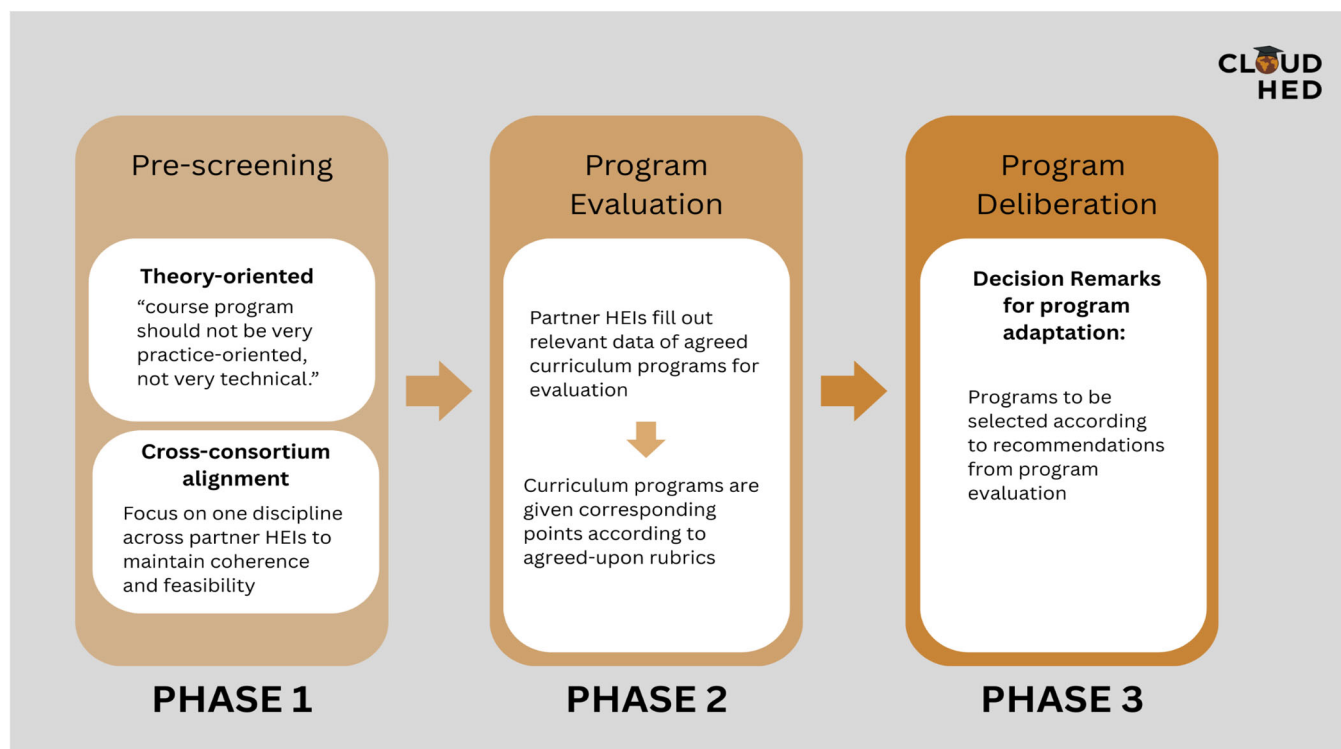 CLOUD
HED
Pre-screening
Theory-oriented
“course program
should not be very
practice-oriented,
not very technical.”
Cross-consortium
alignment
Focus on one discipline
across partner HEIs to
maintain coherence
and feasibility
PHASE 1
Program
Evaluation
Partner HEIs fill out
relevant data of agreed
curriculum programs for
evaluation
Curriculum programs are
given corresponding
points according to
agreed-upon rubrics
PHASE 2
Program
Deliberation
Decision Remarks
for program
adaptation:
Programs to be
selected according
to recommendations
from program
evaluation
PHASE 3